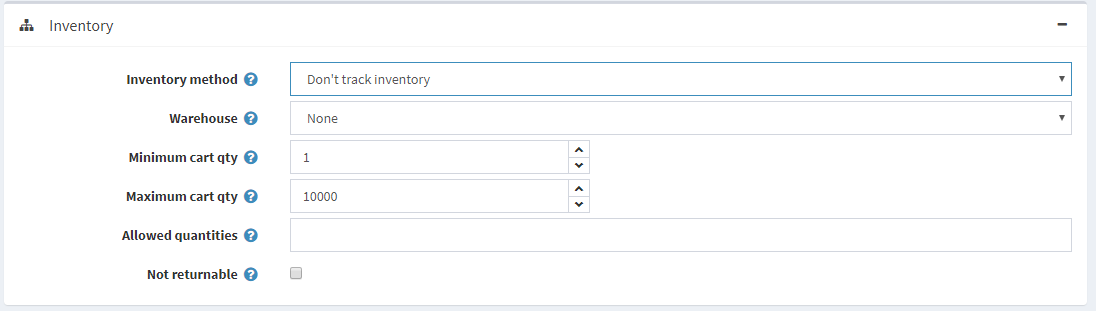 Inventory
Inventory method ? Don't track inventory
Warehouse ? None
Minimum cart qty ? 1
Maximum cart qty ? 10000
Allowed quantities ?
Not returnable ?